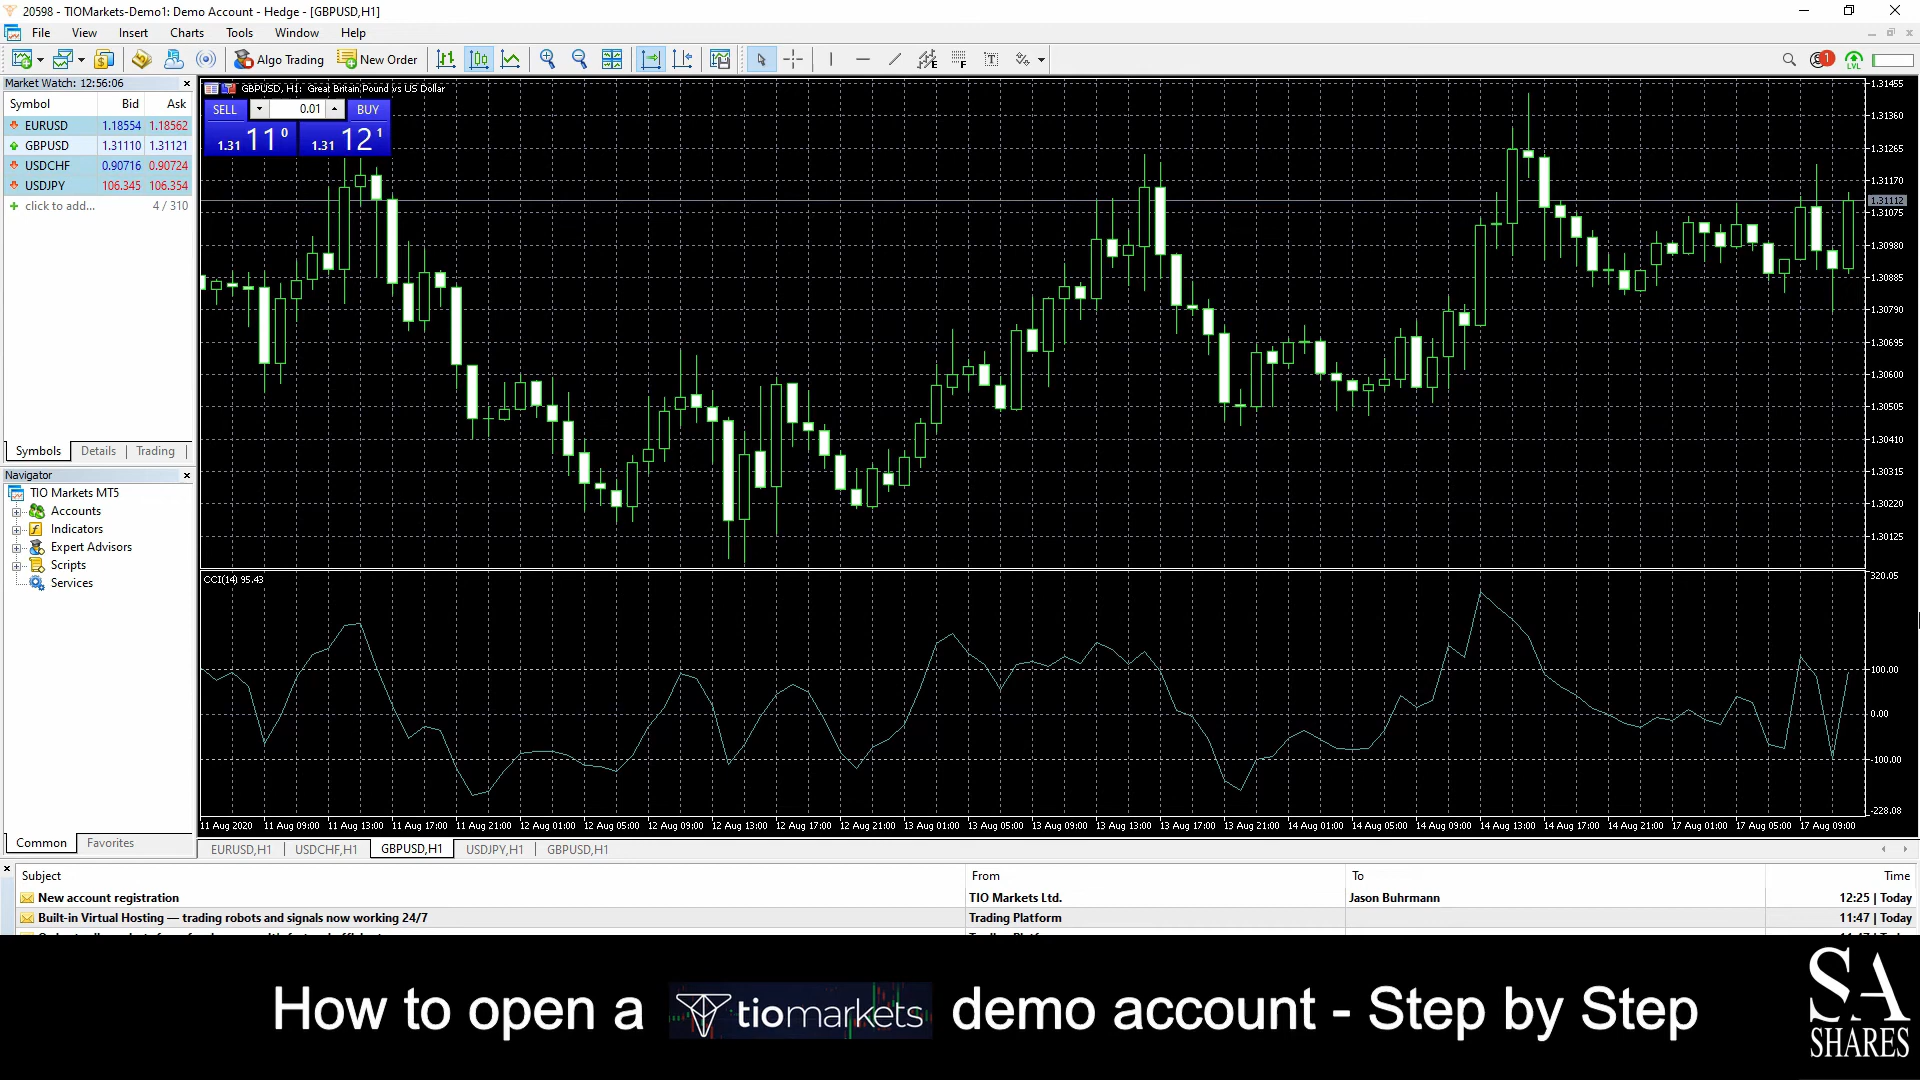 20598 - TIOMarkets-Demo1: Demo Account - Hedge - [GBPUSD,H1]
File View Insert Charts Tools Window Help
Algo Trading New Order
1
LVL
Market Watch: 12:56:06
Symbol Bid Ask
EURUSD 1.18554 1.18562
GBPUSD 1.31110 1.31121
USDCHF 0.90716 0.90724
USDJPY 106.345 106.354
click to add... 4 / 310
Symbols Details Trading
Navigator
TIO Markets MT5
Accounts
Indicators
Expert Advisors
Scripts
Services
Common Favorites
GBPUSD, H1: Great Britain Pound vs US Dollar
SELL 0.01 BUY
1.31 11 0 1.31 12 1
1.31455
1.31360
1.31265
1.31170
1.31112
1.31075
1.30980
1.30885
1.30790
1.30695
1.30600
1.30505
1.30410
1.30315
1.30220
1.30125
CCI(14) 95.43
320.05
100.00
0.00
-100.00
-228.08
11 Aug 2020 11 Aug 09:00 11 Aug 13:00 11 Aug 17:00 11 Aug 21:00 12 Aug 01:00 12 Aug 05:00 12 Aug 09:00 12 Aug 13:00 12 Aug 17:00 12 Aug 21:00 13 Aug 01:00 13 Aug 05:00 13 Aug 09:00 13 Aug 13:00 13 Aug 17:00 13 Aug 21:00 14 Aug 01:00 14 Aug 05:00 14 Aug 09:00 14 Aug 13:00 14 Aug 17:00 14 Aug 21:00 17 Aug 01:00 17 Aug 05:00 17 Aug 09:00
EURUSD,H1 USDCHF,H1 GBPUSD,H1 USDJPY,H1 GBPUSD,H1
Subject From To Time
New account registration TIO Markets Ltd. Jason Buhrmann 12:25 | Today
Built-in Virtual Hosting — trading robots and signals now working 24/7 Trading Platform 11:47 | Today
How to open a tiomarkets demo account - Step by Step
SA
SHARES